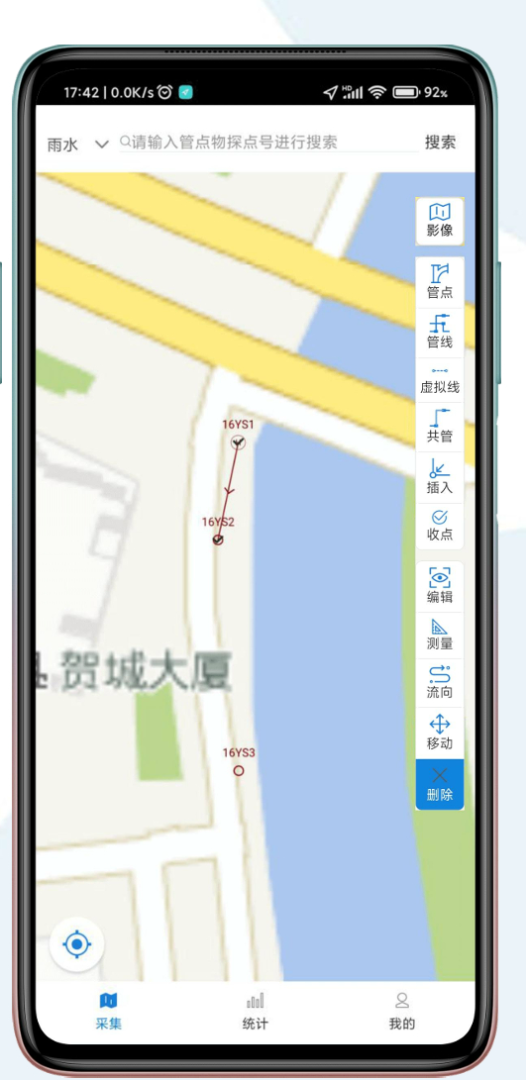 17:42 | 0.0K/s
92%
雨水
请输入管点物探点号进行搜索
搜索
影像
管点
管线
虚拟线
16YS1
共管
插入
16YS2
收点
编辑
测量
贺城大厦
流向
移动
16YS3
删除
采集
统计
我的